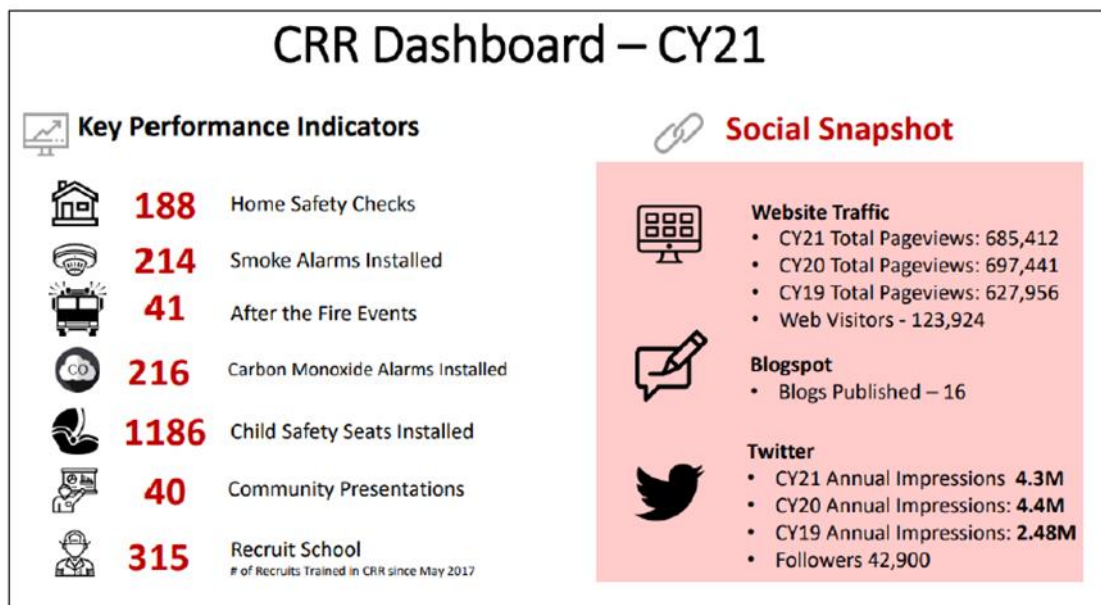 CRR Dashboard – CY21
Key Performance Indicators
188 Home Safety Checks
214 Smoke Alarms Installed
41 After the Fire Events
CO
216 Carbon Monoxide Alarms Installed
1186 Child Safety Seats Installed
40 Community Presentations
315 Recruit School
# of Recruits Trained in CRR since May 2017
Social Snapshot
Website Traffic
• CY21 Total Pageviews: 685,412
• CY20 Total Pageviews: 697,441
• CY19 Total Pageviews: 627,956
• Web Visitors - 123,924
Blogspot
• Blogs Published – 16
Twitter
• CY21 Annual Impressions 4.3M
• CY20 Annual Impressions: 4.4M
• CY19 Annual Impressions: 2.48M
• Followers 42,900